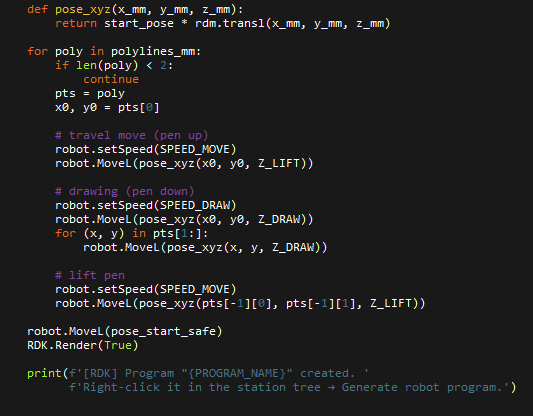 def pose_xyz(x_mm, y_mm, z_mm):
    return start_pose * rdm.transl(x_mm, y_mm, z_mm)

for poly in polylines_mm:
    if len(poly) < 2:
        continue
    pts = poly
    x0, y0 = pts[0]

    # travel move (pen up)
    robot.setSpeed(SPEED_MOVE)
    robot.MoveL(pose_xyz(x0, y0, Z_LIFT))

    # drawing (pen down)
    robot.setSpeed(SPEED_DRAW)
    robot.MoveL(pose_xyz(x0, y0, Z_DRAW))
    for (x, y) in pts[1:]:
        robot.MoveL(pose_xyz(x, y, Z_DRAW))

    # lift pen
    robot.setSpeed(SPEED_MOVE)
    robot.MoveL(pose_xyz(pts[-1][0], pts[-1][1], Z_LIFT))

robot.MoveL(pose_start_safe)
RDK.Render(True)

print(f'[RDK] Program "{PROGRAM_NAME}" created. '
      f'Right-click it in the station tree → Generate robot program.')